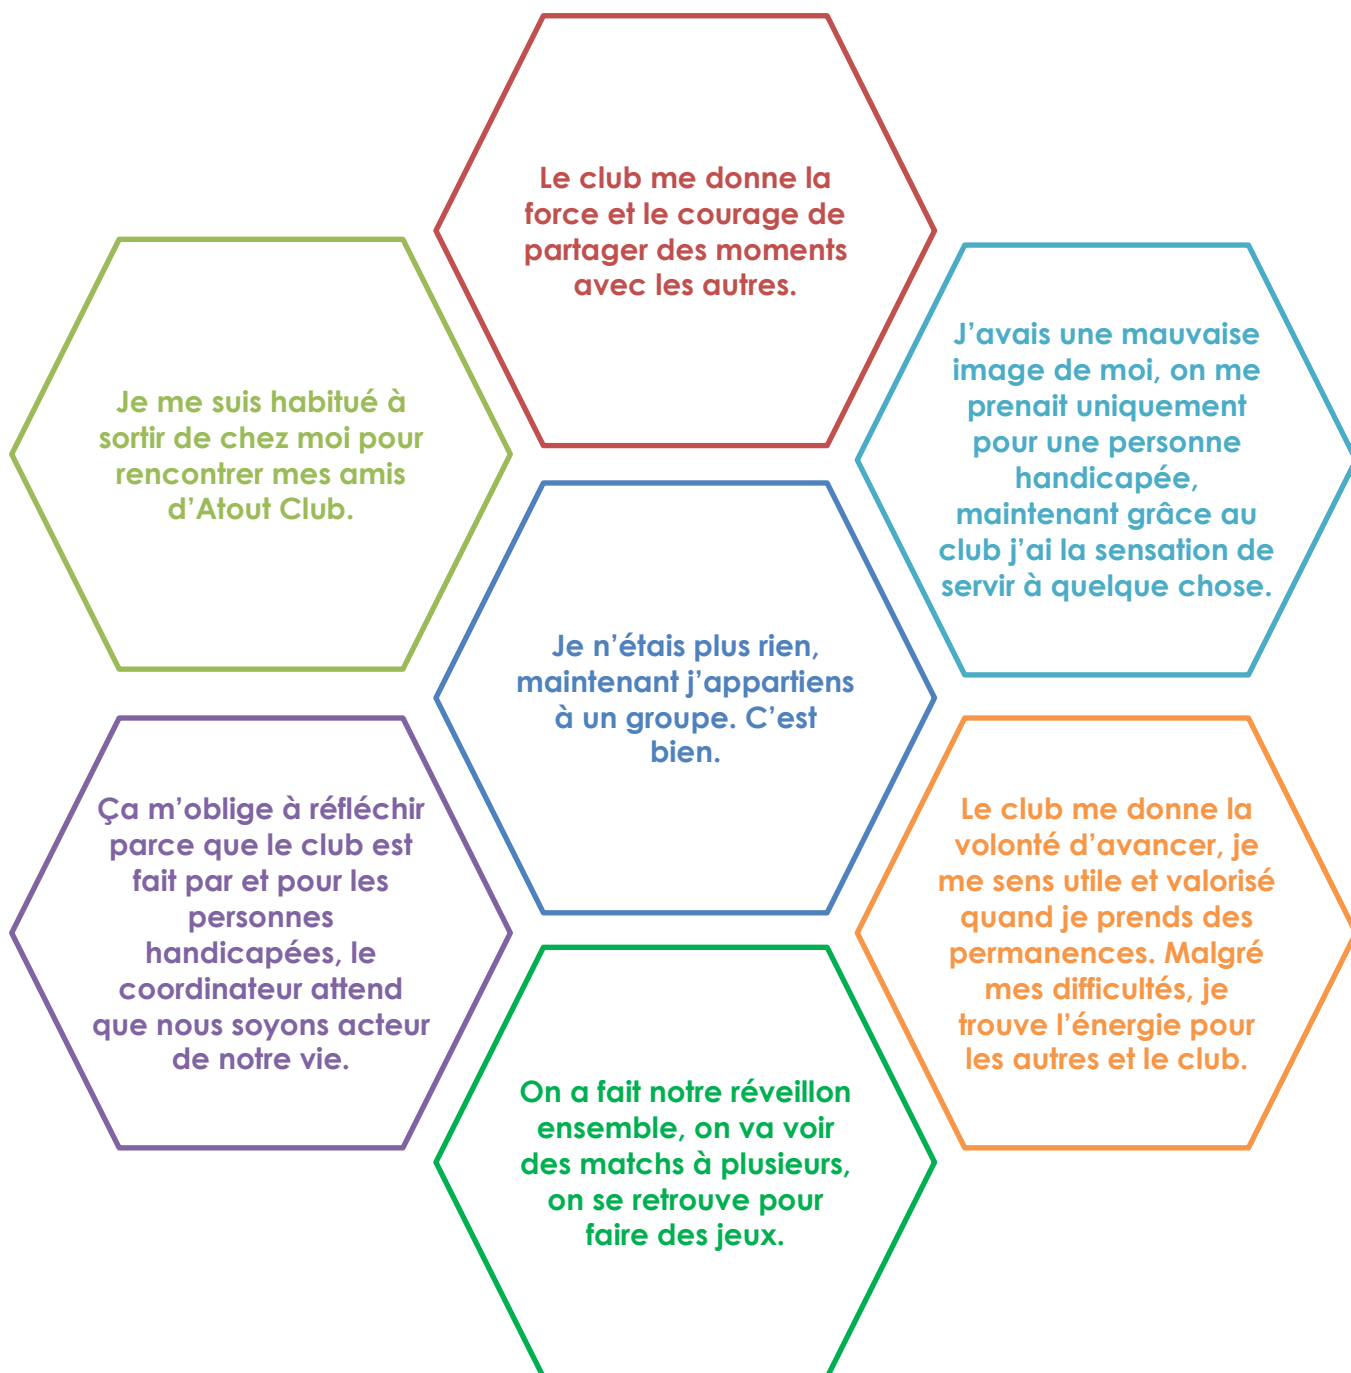 Le club me donne la
force et le courage de
partager des moments
avec les autres.
Je me suis habitué à
sortir de chez moi pour
rencontrer mes amis
d’Atout Club.
J’avais une mauvaise
image de moi, on me
prenait uniquement
pour une personne
handicapée,
maintenant grâce au
club j’ai la sensation de
servir à quelque chose.
Je n’étais plus rien,
maintenant j’appartiens
à un groupe. C’est
bien.
Ça m’oblige à réfléchir
parce que le club est
fait par et pour les
personnes
handicapées, le
coordinateur attend
que nous soyons acteur
de notre vie.
Le club me donne la
volonté d’avancer, je
me sens utile et valorisé
quand je prends des
permanences. Malgré
mes difficultés, je
trouve l’énergie pour
les autres et le club.
On a fait notre réveillon
ensemble, on va voir
des matchs à plusieurs,
on se retrouve pour
faire des jeux.